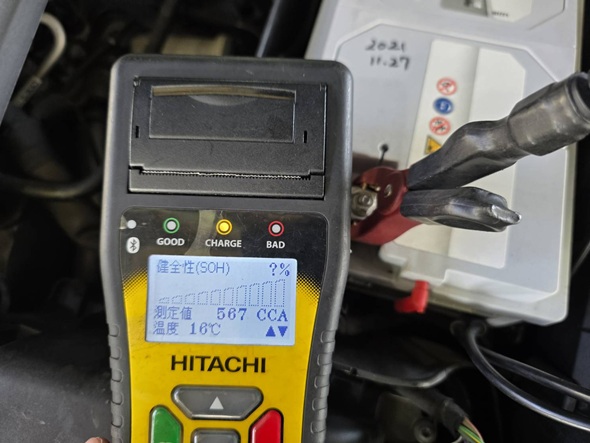 2021
11.27
GOOD CHARGE BAD
健全性(SOH) ?%
測定値 567 CCA
温度 16℃ ▲▼
HITACHI